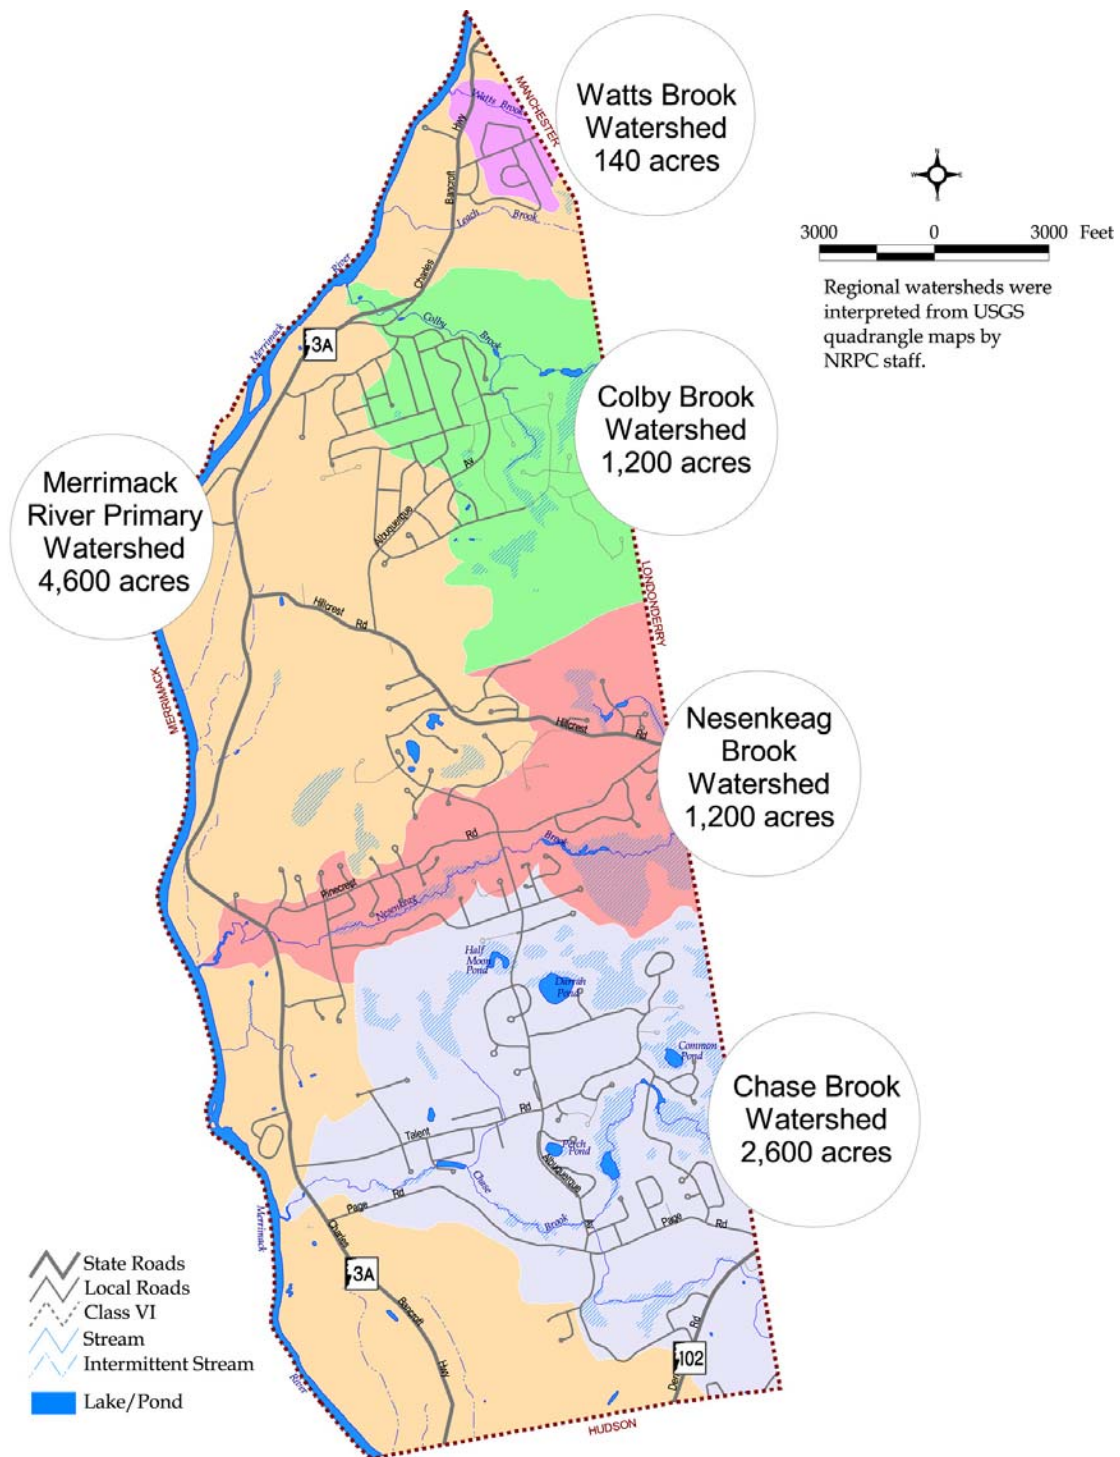 MANCHESTER
Watts Brook
Watershed
140 acres
Watts Brook
Hwy
Bancroft
Leach Brook
Charles
River
Merrimack
3A
Colby Brook
N
W
E
S
3000 0 3000 Feet
Regional watersheds were
interpreted from USGS
quadrangle maps by
NRPC staff.
Colby Brook
Watershed
1,200 acres
Merrimack
River Primary
Watershed
4,600 acres
Albuquerque Av
Hillcrest Rd
LONDONDERRY
MERRIMACK
Hillcrest Rd
Nesenkeag
Brook
Watershed
1,200 acres
Pinecrest Rd
Nesenkeag Brook
Half
Moon
Pond
Darrah
Pond
Common
Pond
Chase Brook
Watershed
2,600 acres
Talent Rd
Perch
Pond
Albuquerque
Av
Chase Brook
Page Rd
Page Rd
Merrimack
Charles
3A
Bancroft
Hwy
River
Rd
102
HUDSON
State Roads
Local Roads
Class VI
Stream
Intermittent Stream
Lake/Pond